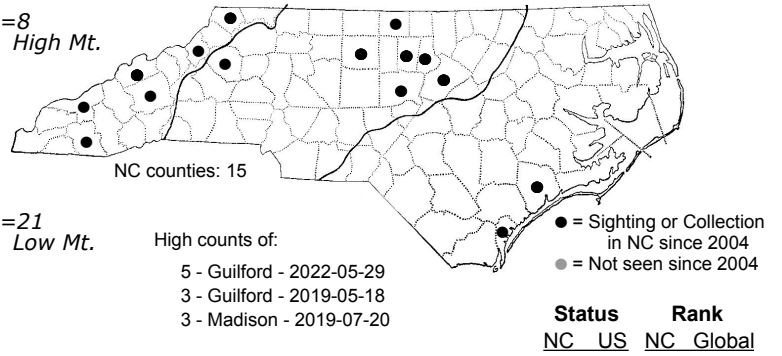 =8
High Mt.
NC counties: 15
=21
Low Mt.
High counts of:
5 - Guilford - 2022-05-29
3 - Guilford - 2019-05-18
3 - Madison - 2019-07-20
● = Sighting or Collection
in NC since 2004
● = Not seen since 2004
Status Rank
NC US NC Global